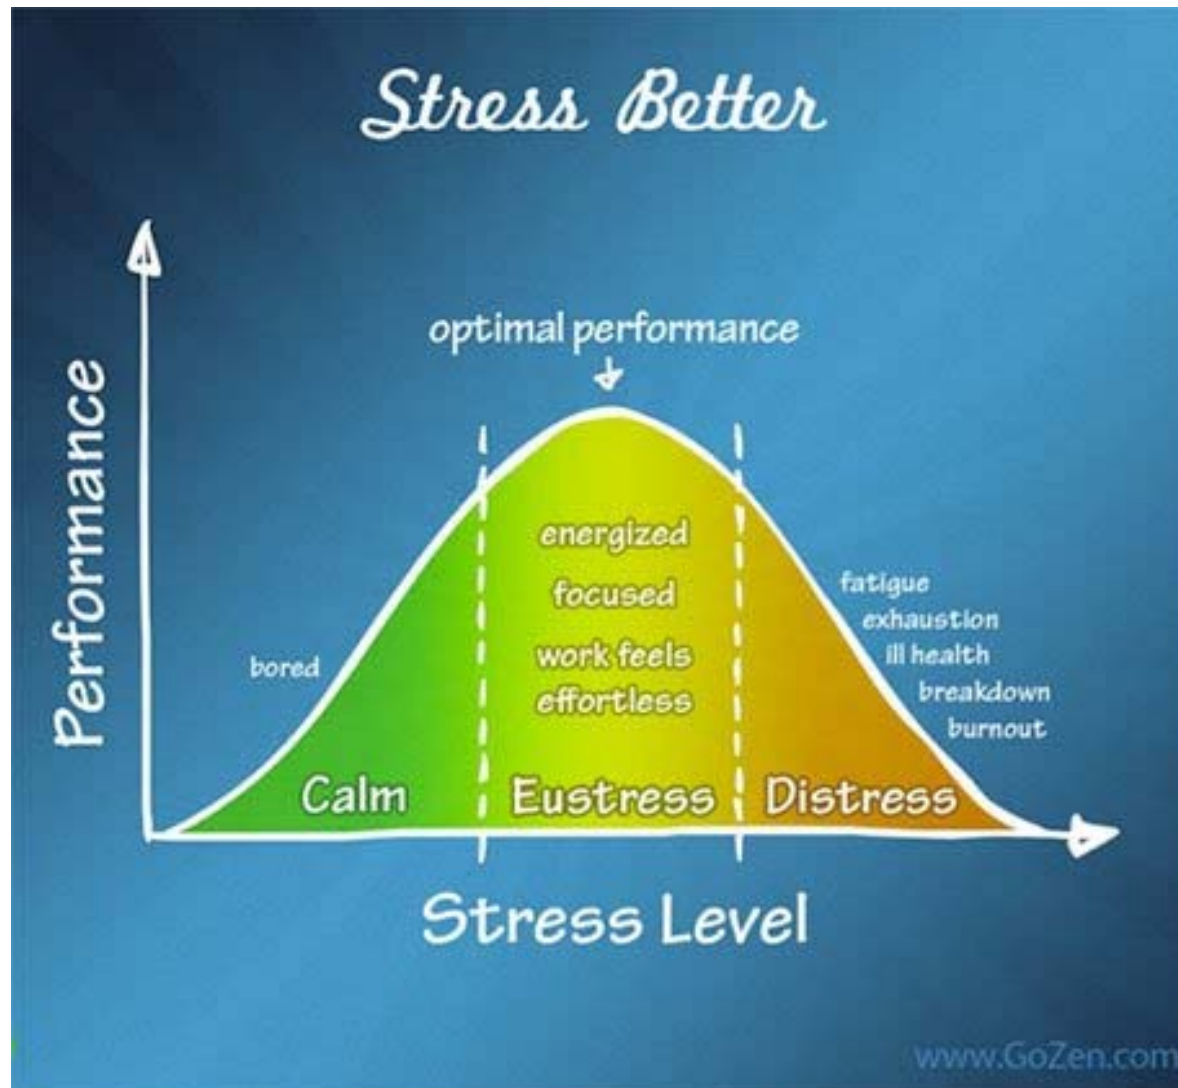 Stress Better
optimal performance
Performance
energized
focused
work feels
effortless
bored
fatigue
exhaustion
ill health
breakdown
burnout
Calm
Eustress
Distress
Stress Level
www.GoZen.com